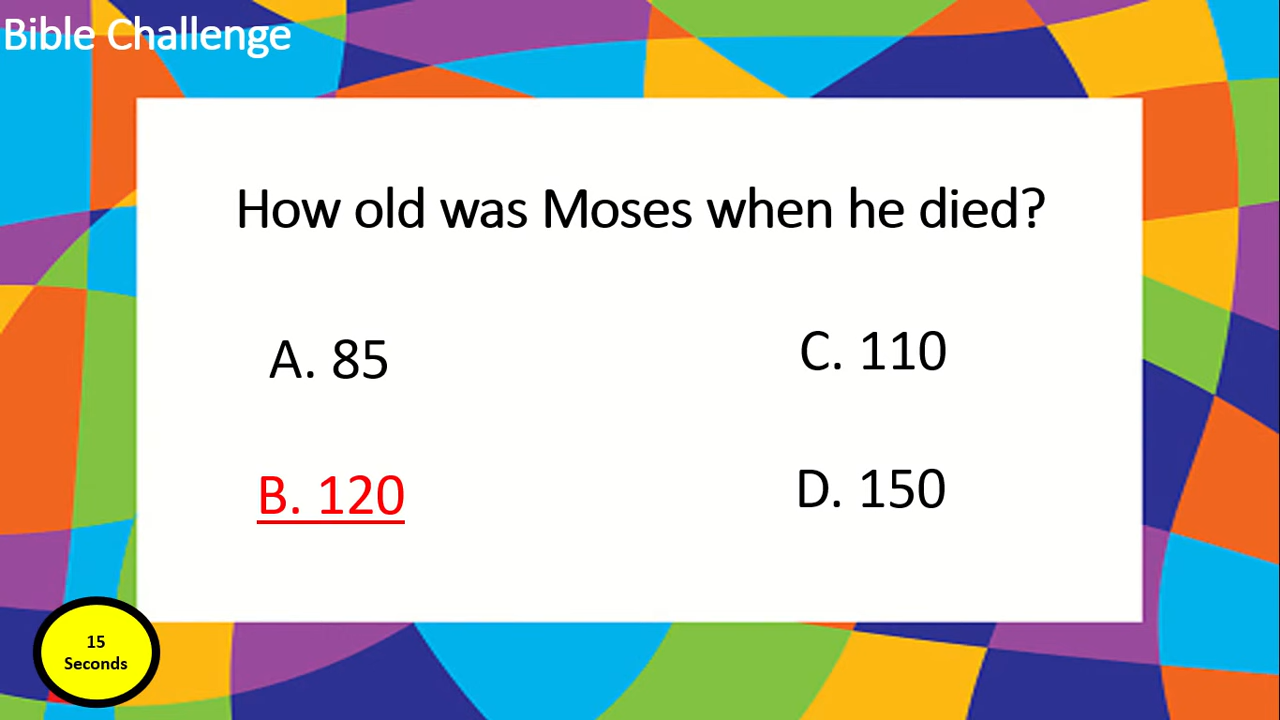 Bible Challenge
How old was Moses when he died?
A. 85
C. 110
B. 120
D. 150
15
Seconds